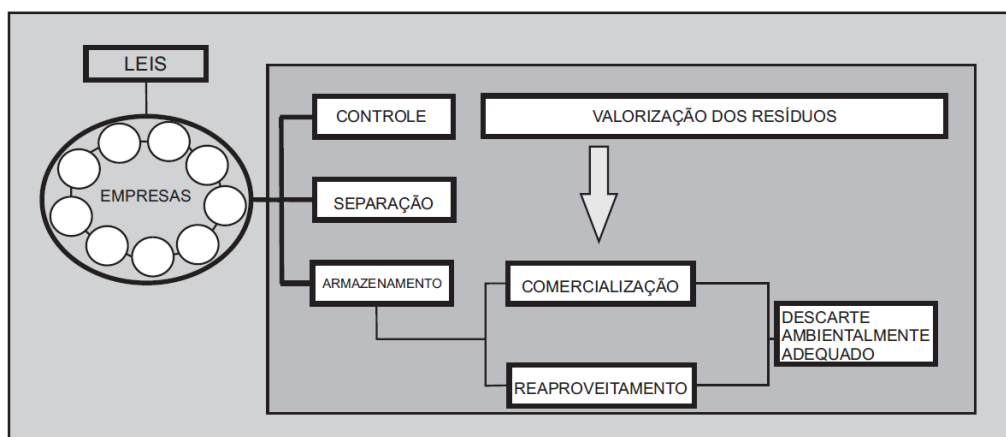 LEIS
EMPRESAS
CONTROLE
SEPARAÇÃO
ARMAZENAMENTO
VALORIZAÇÃO DOS RESÍDUOS
COMERCIALIZAÇÃO
REAPROVEITAMENTO
DESCARTE
AMBIENTALMENTE
ADEQUADO